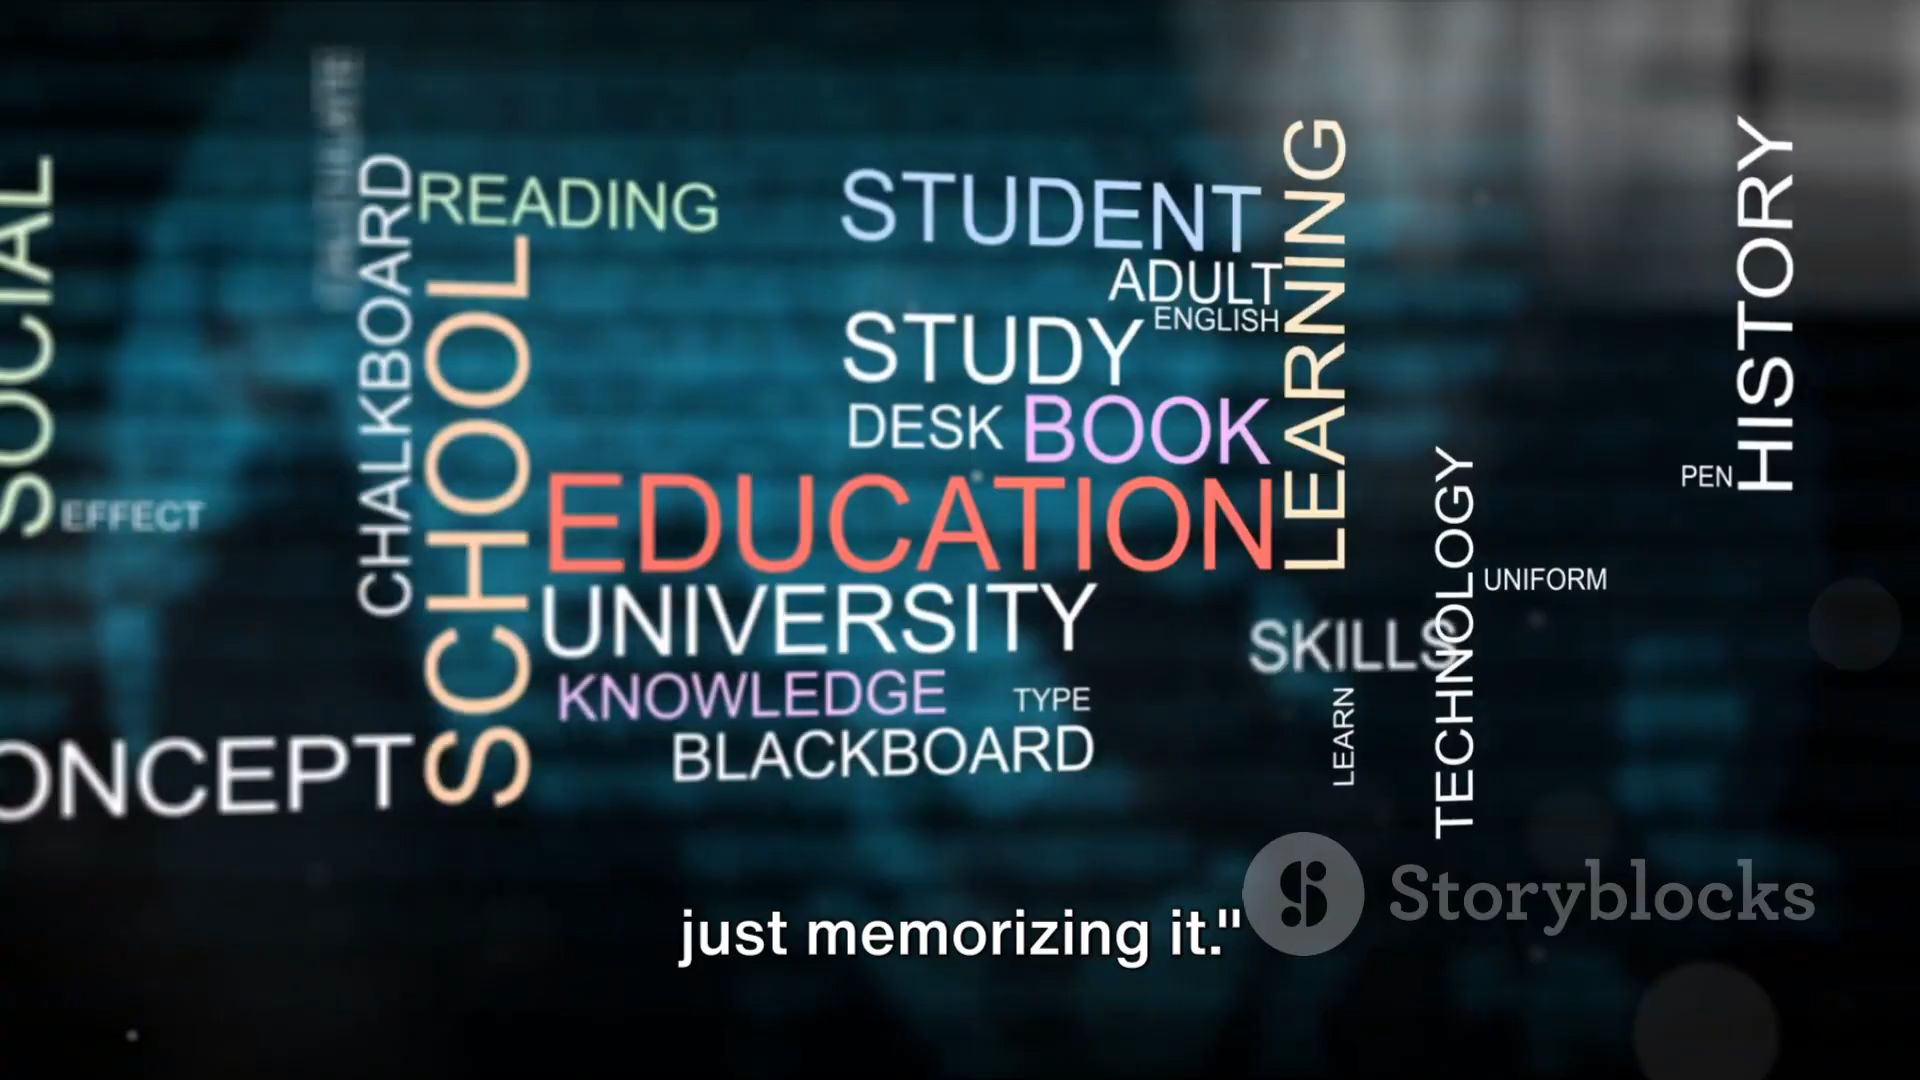 SOCIAL
EFFECT
CHALKBOARD
READING
SCHOOL
STUDENT
ADULT
ENGLISH
STUDY
DESK BOOK
EDUCATION
LEARNING
UNIVERSITY
KNOWLEDGE
TYPE
BLACKBOARD
ONCEPT
SKILLS
LEARN
TECHNOLOGY
UNIFORM
PEN
HISTORY
Storyblocks
just memorizing it."